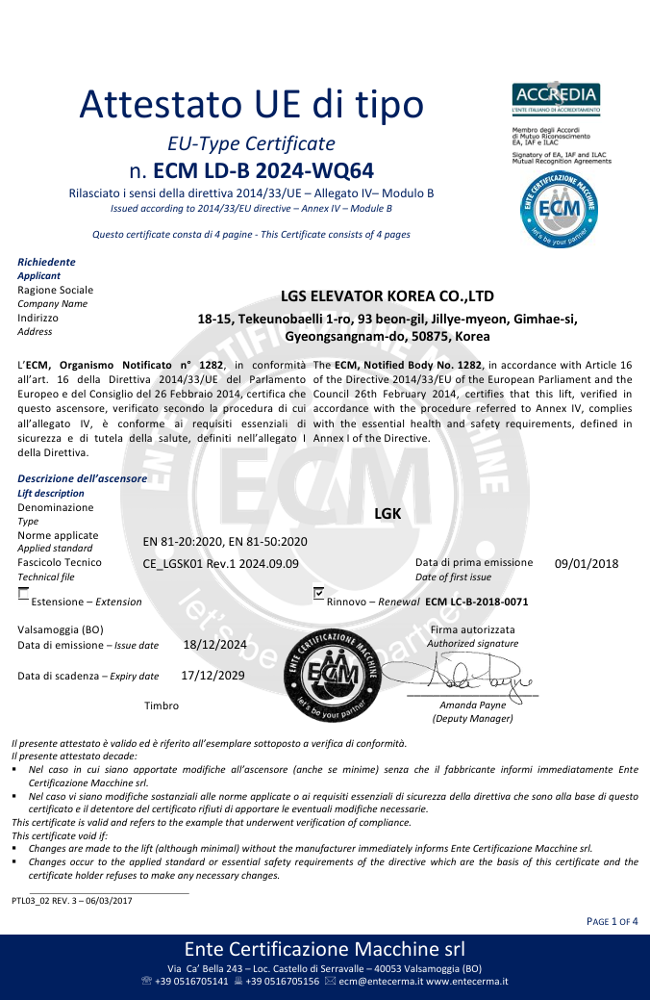 Attestato UE di tipo
EU-Type Certificate
n. ECM LD-B 2024-WQ64
Rilasciato i sensi della direttiva 2014/33/UE – Allegato IV– Modulo B
Issued according to 2014/33/EU directive – Annex IV – Module B
Questo certificate consta di 4 pagine - This Certificate consists of 4 pages
ACCREDIA
L'ENTE ITALIANO DI ACCREDITAMENTO
Membro degli Accordi
di Mutuo Riconoscimento
EA, IAF e ILAC
Signatory of EA, IAF and ILAC
Mutual Recognition Agreements
ENTE CERTIFICAZIONE MACCHINE
ECM
let's be your partner
Richiedente
Applicant
Ragione Sociale
Company Name
LGS ELEVATOR KOREA CO.,LTD
Indirizzo
Address
18-15, Tekeunobaelli 1-ro, 93 beon-gil, Jillye-myeon, Gimhae-si,
Gyeongsangnam-do, 50875, Korea
L'ECM, Organismo Notificato n° 1282, in conformità
all'art. 16 della Direttiva 2014/33/UE del Parlamento
Europeo e del Consiglio del 26 Febbraio 2014, certifica che
questo ascensore, verificato secondo la procedura di cui
all'allegato IV, è conforme ai requisiti essenziali di
sicurezza e di tutela della salute, definiti nell'allegato I
della Direttiva.
The ECM, Notified Body No. 1282, in accordance with Article 16
of the Directive 2014/33/EU of the European Parliament and the
Council 26th February 2014, certifies that this lift, verified in
accordance with the procedure referred to Annex IV, complies
with the essential health and safety requirements, defined in
Annex I of the Directive.
Descrizione dell'ascensore
Lift description
Denominazione
Type
LGK
Norme applicate
Applied standard
EN 81-20:2020, EN 81-50:2020
Fascicolo Tecnico
Technical file
CE_LGSK01 Rev.1 2024.09.09
Data di prima emissione
Date of first issue
09/01/2018
Estensione – Extension
Rinnovo – Renewal ECM LC-B-2018-0071
Valsamoggia (BO)
Data di emissione – Issue date 18/12/2024
Data di scadenza – Expiry date 17/12/2029
Timbro
ENTE CERTIFICAZIONE MACCHINE
ECM
let's be your partner
Firma autorizzata
Authorized signature
Amanda Payne
(Deputy Manager)
ENTE CERTIFICAZIONE MACCHINE
ECM
let's be your partner
Il presente attestato è valido ed è riferito all'esemplare sottoposto a verifica di conformità.
Il presente attestato decade:
▪ Nel caso in cui siano apportate modifiche all'ascensore (anche se minime) senza che il fabbricante informi immediatamente Ente
Certificazione Macchine srl.
▪ Nel caso vi siano modifiche sostanziali alle norme applicate o ai requisiti essenziali di sicurezza della direttiva che sono alla base di questo
certificato e il detentore del certificato rifiuti di apportare le eventuali modifiche necessarie.
This certificate is valid and refers to the example that underwent verification of compliance.
This certificate void if:
▪ Changes are made to the lift (although minimal) without the manufacturer immediately informs Ente Certificazione Macchine srl.
▪ Changes occur to the applied standard or essential safety requirements of the directive which are the basis of this certificate and the
certificate holder refuses to make any necessary changes.
PTL03_02 REV. 3 – 06/03/2017
PAGE 1 OF 4
Ente Certificazione Macchine srl
Via Ca' Bella 243 – Loc. Castello di Serravalle – 40053 Valsamoggia (BO)
+39 0516705141 +39 0516705156 ecm@entecerma.it www.entecerma.it